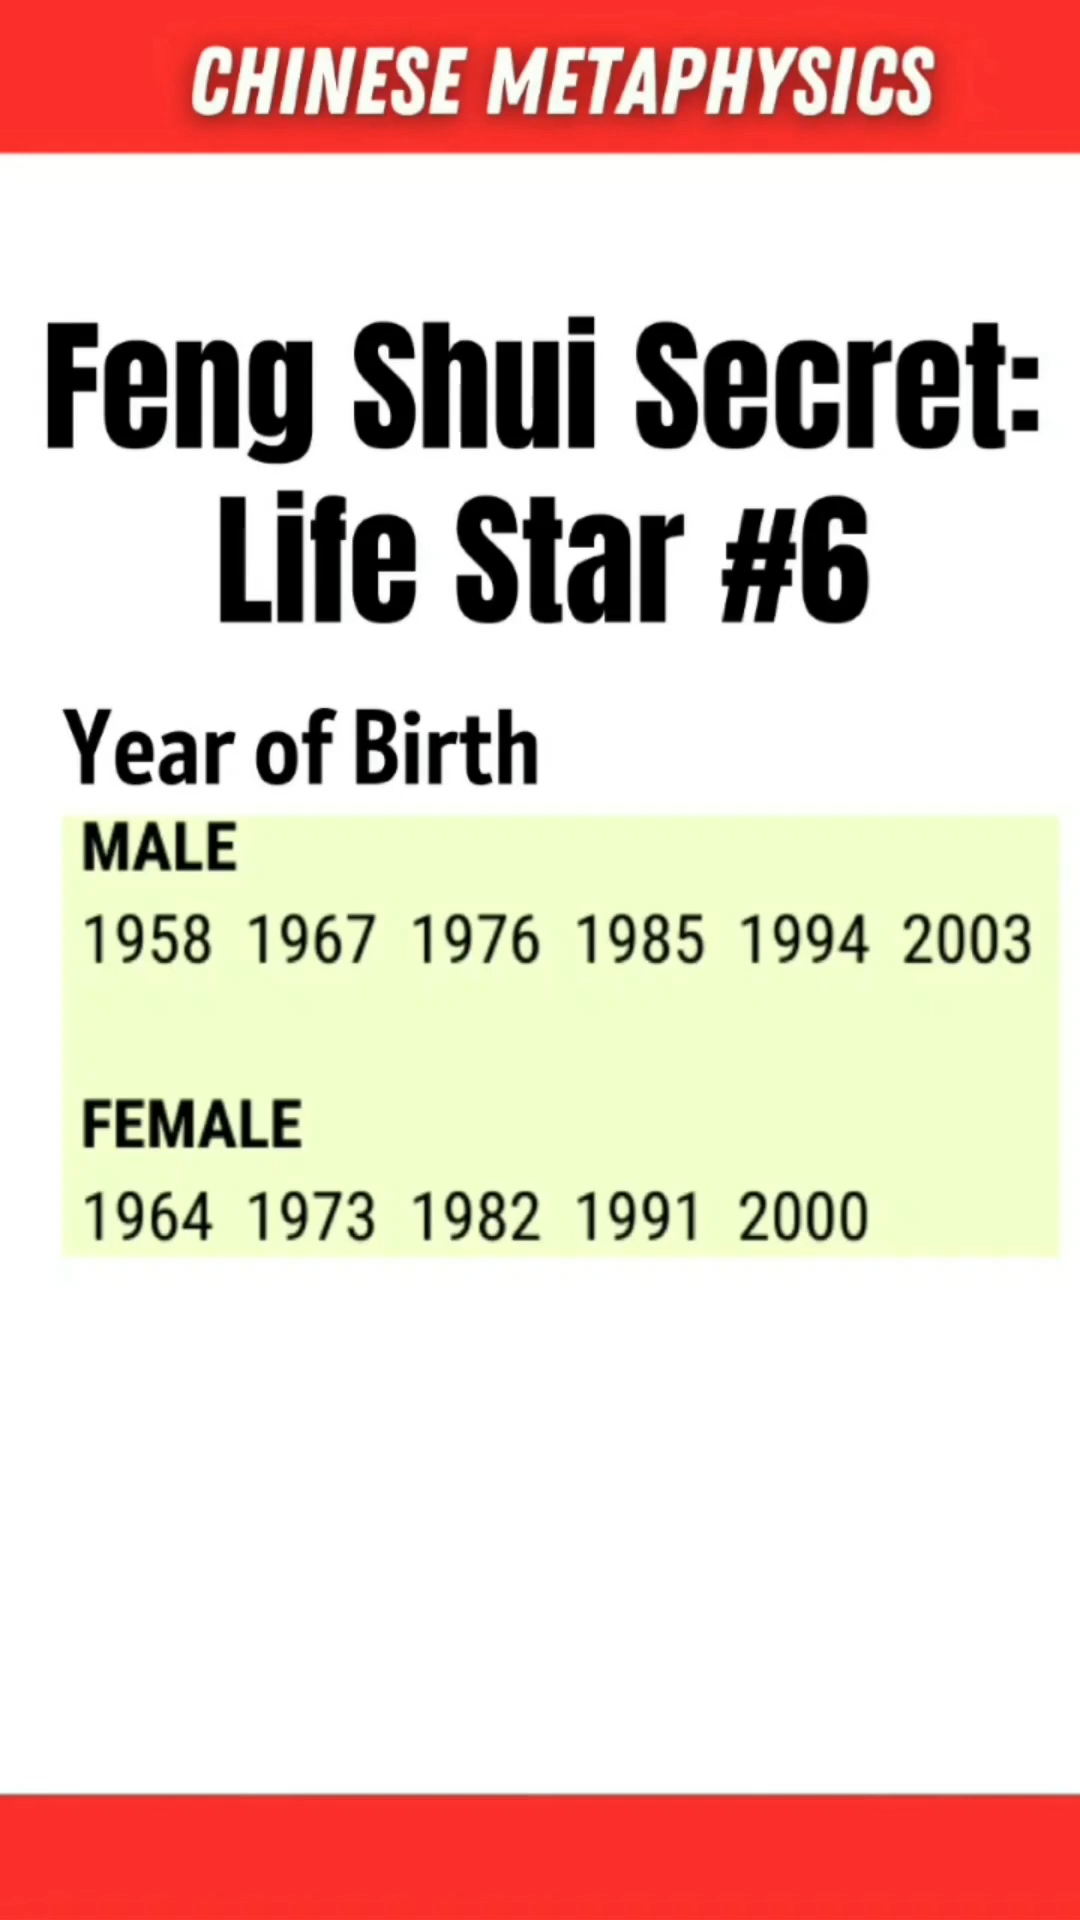 CHINESE METAPHYSICS
Feng Shui Secret:
Life Star #6
Year of Birth
MALE
1958 1967 1976 1985 1994 2003
FEMALE
1964 1973 1982 1991 2000